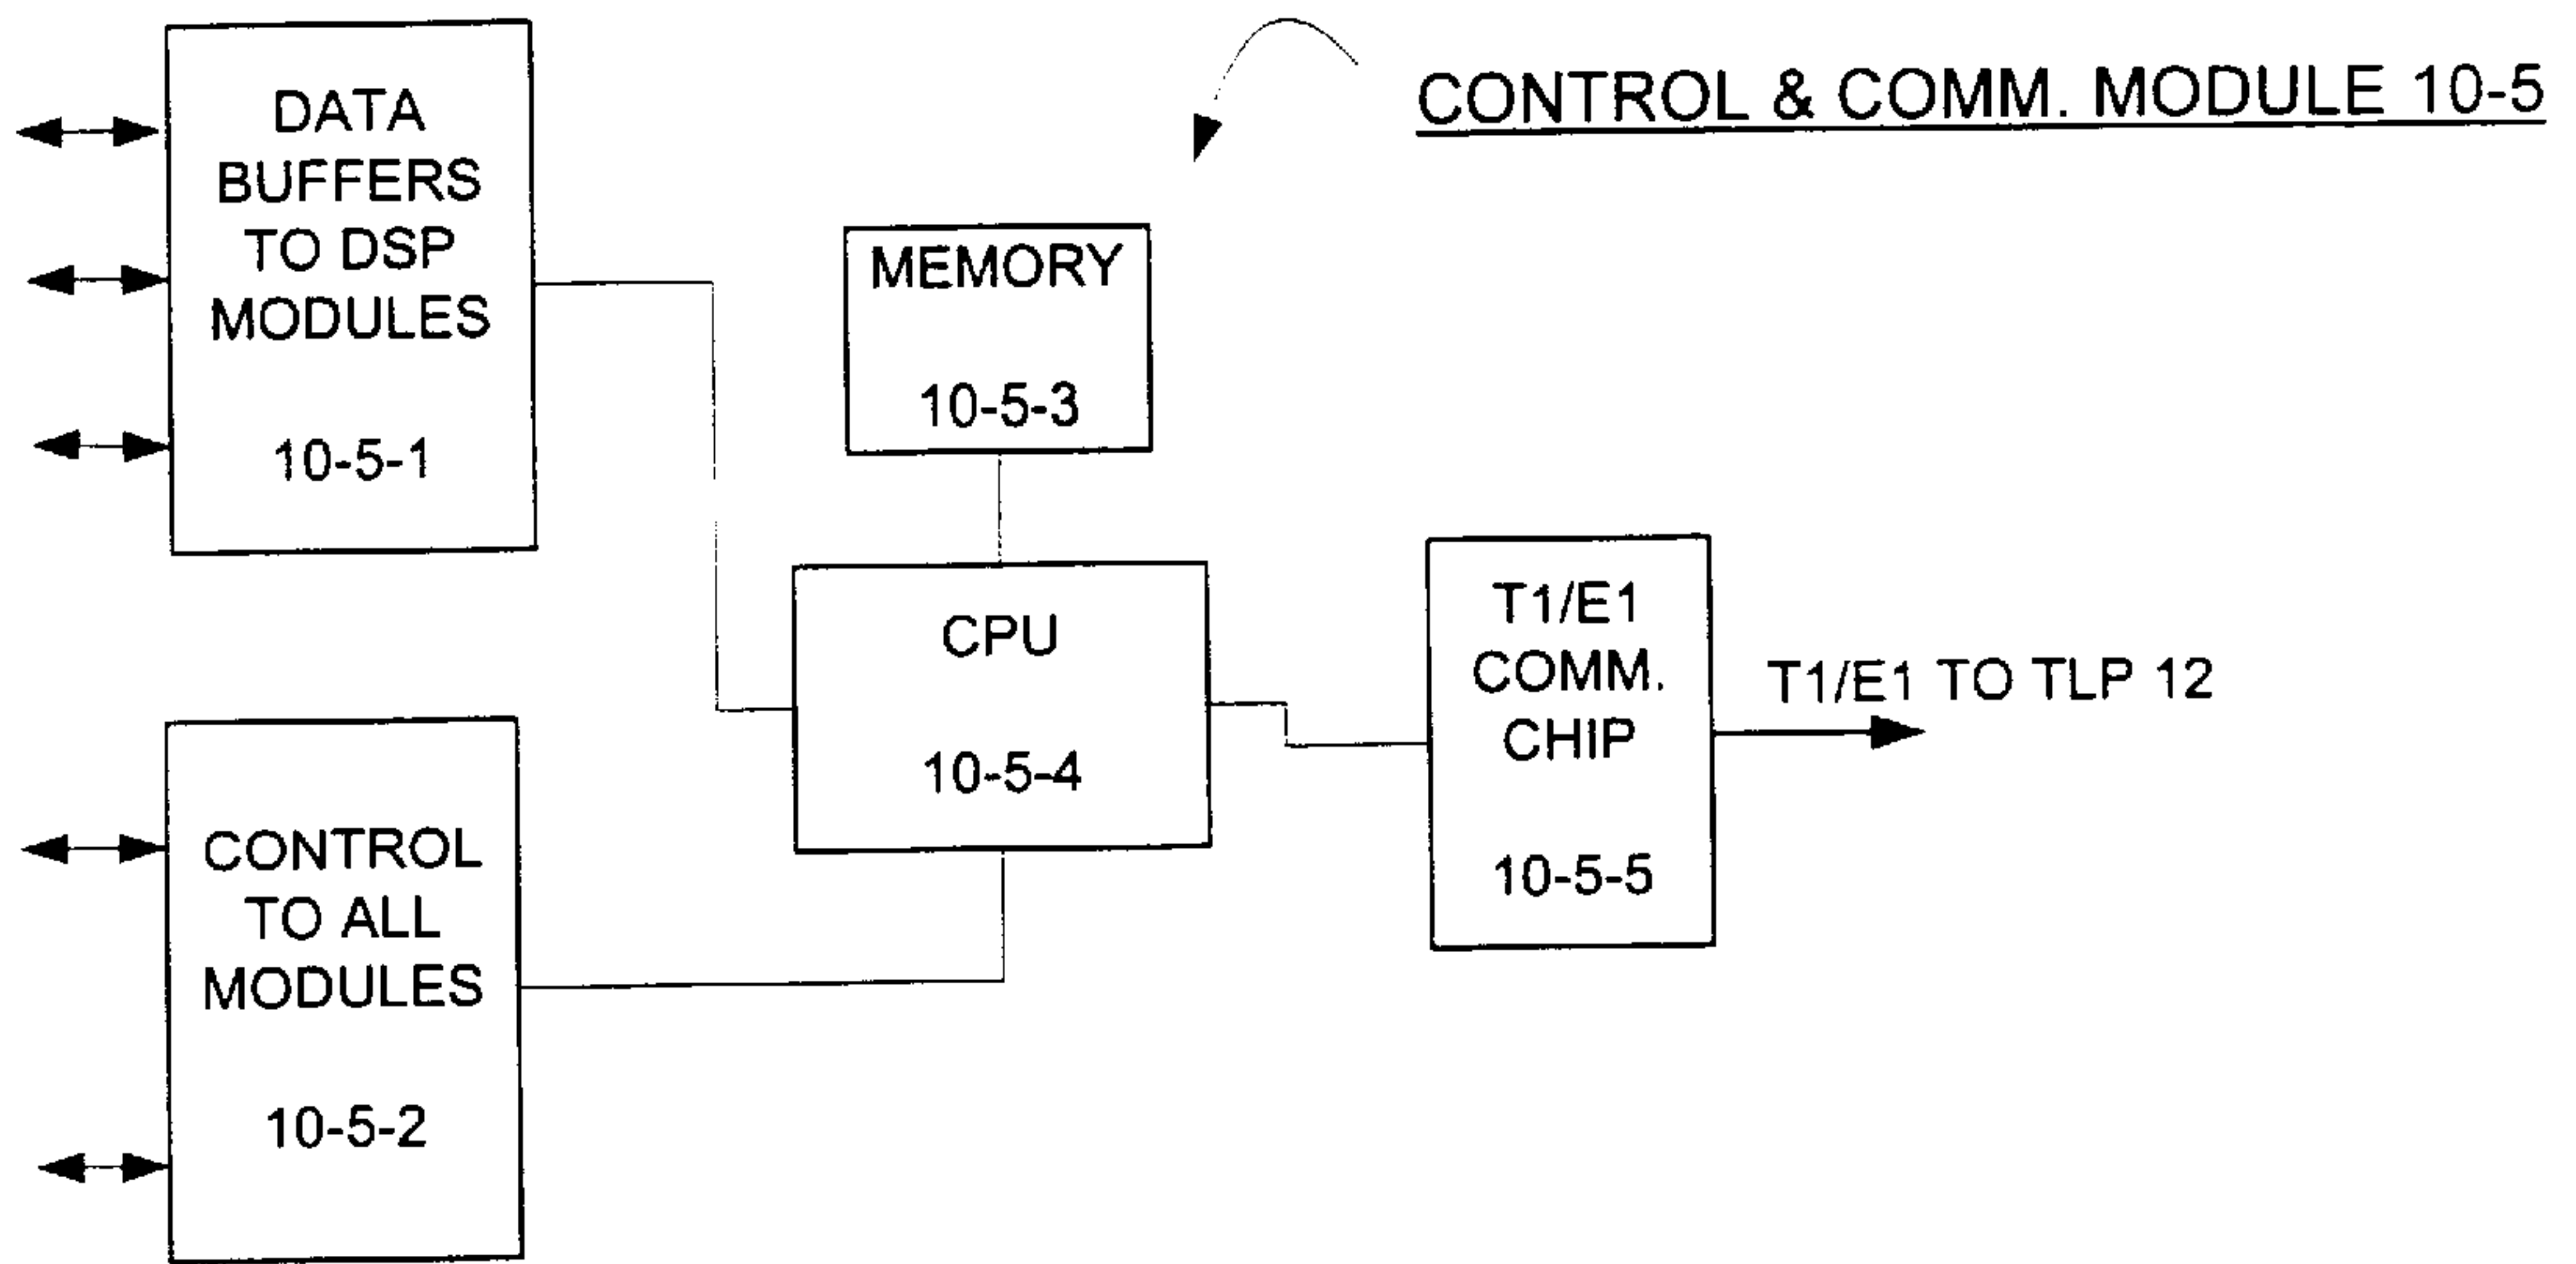 CONTROL & COMM. MODULE 10-5
DATA
BUFFERS
TO DSP
MODULES
10-5-1
MEMORY
10-5-3
CPU
10-5-4
T1/E1
COMM.
CHIP
10-5-5
T1/E1 TO TLP 12
CONTROL
TO ALL
MODULES
10-5-2